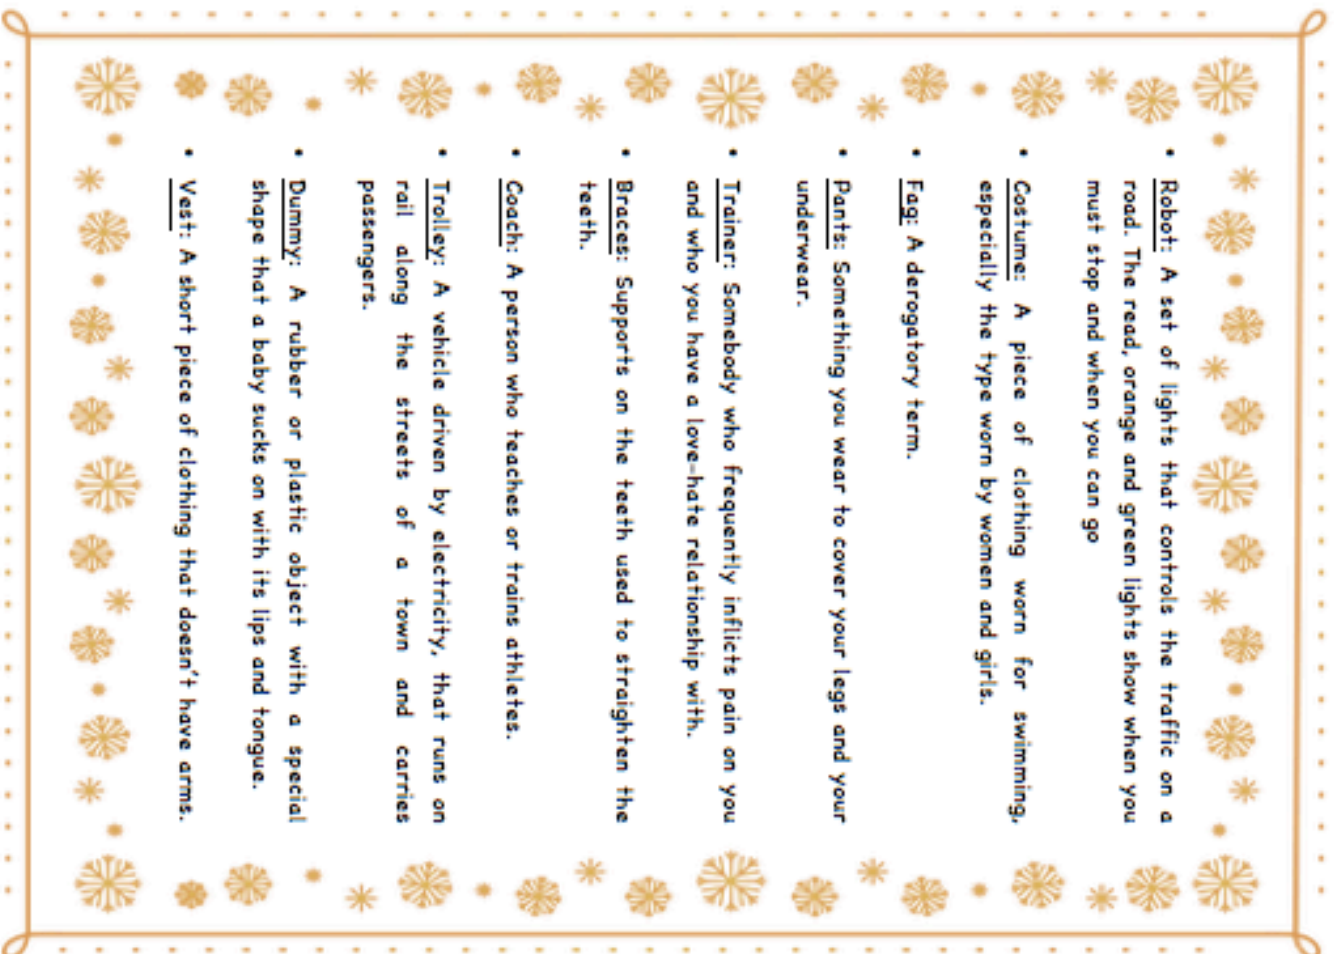 • Robot: A set of lights that controls the traffic on a
road. The read, orange and green lights show when you
must stop and when you can go
• Costume: A piece of clothing worn for swimming,
especially the type worn by women and girls.
• Fag: A derogatory term.
• Pants: Something you wear to cover your legs and your
underwear.
• Trainer: Somebody who frequently inflicts pain on you
and who you have a love-hate relationship with.
• Braces: Supports on the teeth used to straighten the
teeth.
• Coach: A person who teaches or trains athletes.
• Trolley: A vehicle driven by electricity, that runs on
rail along the streets of a town and carries
passengers.
• Dummy: A rubber or plastic object with a special
shape that a baby sucks on with its lips and tongue.
• Vest: A short piece of clothing that doesn't have arms.